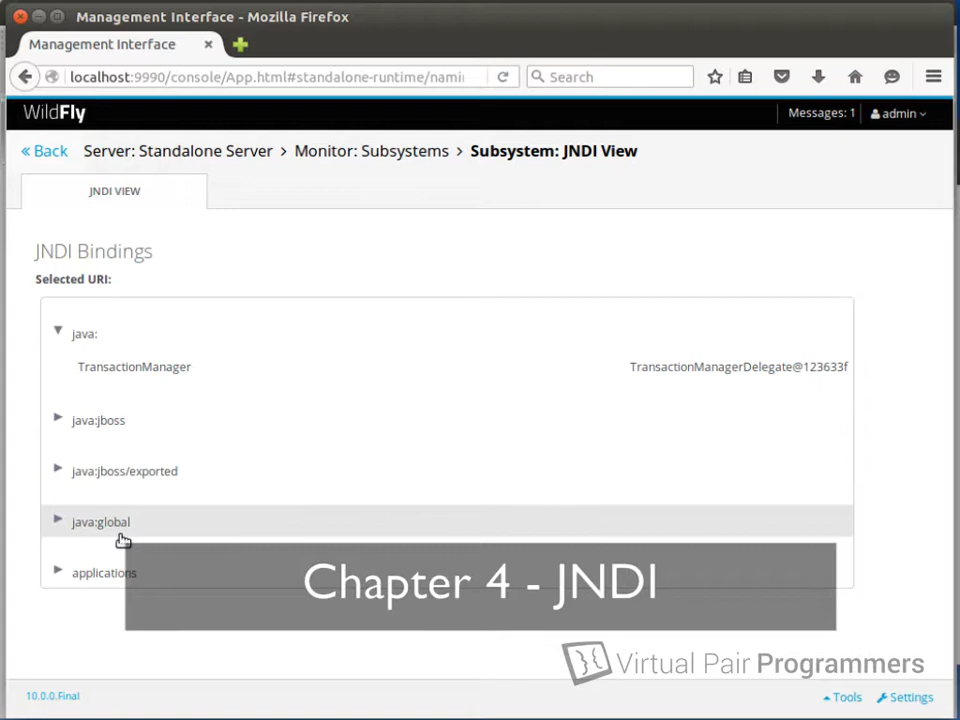 Management Interface - Mozilla Firefox
Management Interface
localhost:9990/console/App.html#standalone-runtime/nami
Search
WildFly
Messages: 1
admin
« Back
Server: Standalone Server > Monitor: Subsystems > Subsystem: JNDI View
JNDI VIEW
JNDI Bindings
Selected URI:
java:
TransactionManager
TransactionManagerDelegate@123633f
java:jboss
java:jboss/exported
java:global
applications
Chapter 4 - JNDI
Virtual Pair Programmers
10.0.0.Final
Tools
Settings